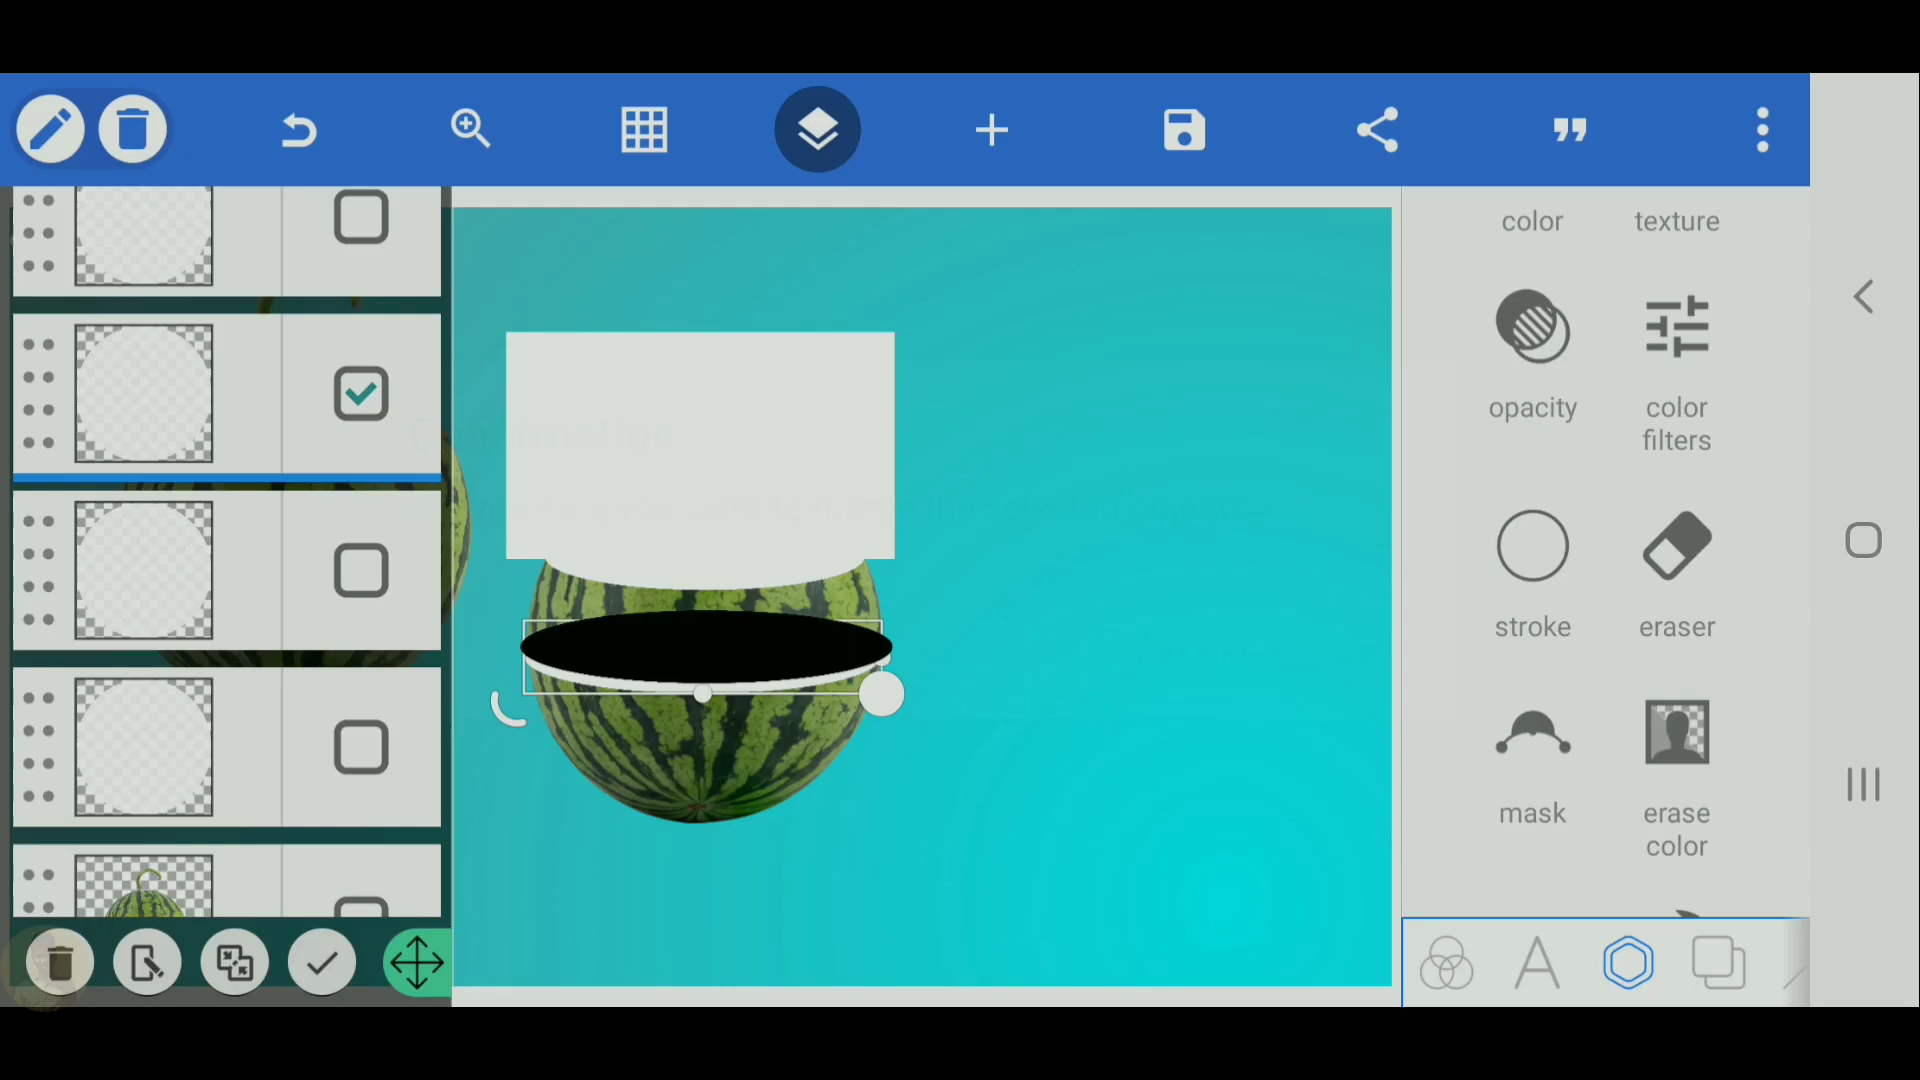 color
texture
opacity
color
filters
stroke
eraser
mask
erase
color